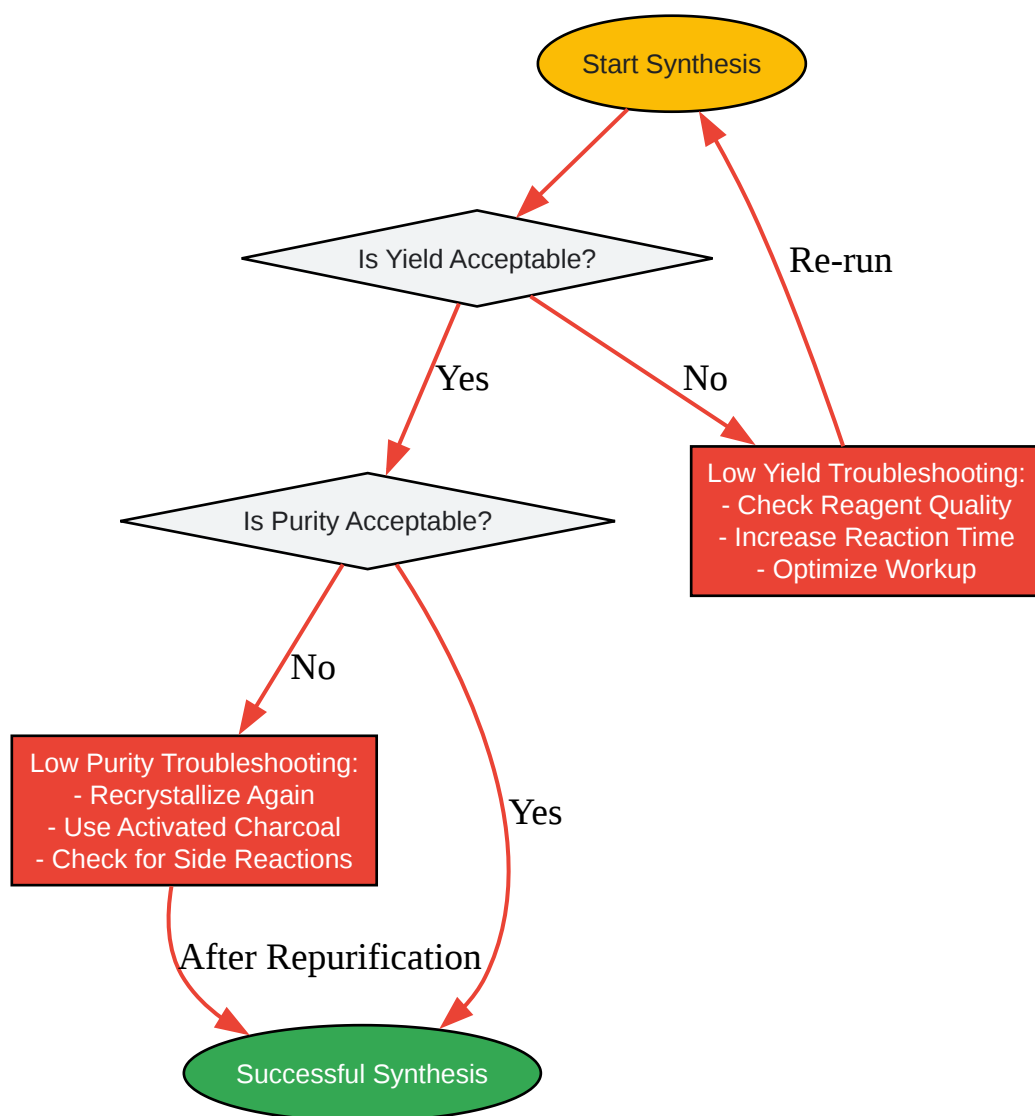 Start Synthesis
Is Yield Acceptable?
Re-run
Yes
No
Low Yield Troubleshooting:
- Check Reagent Quality
- Increase Reaction Time
- Optimize Workup
Is Purity Acceptable?
No
Low Purity Troubleshooting:
- Recrystallize Again
- Use Activated Charcoal
- Check for Side Reactions
Yes
After Repurification
Successful Synthesis